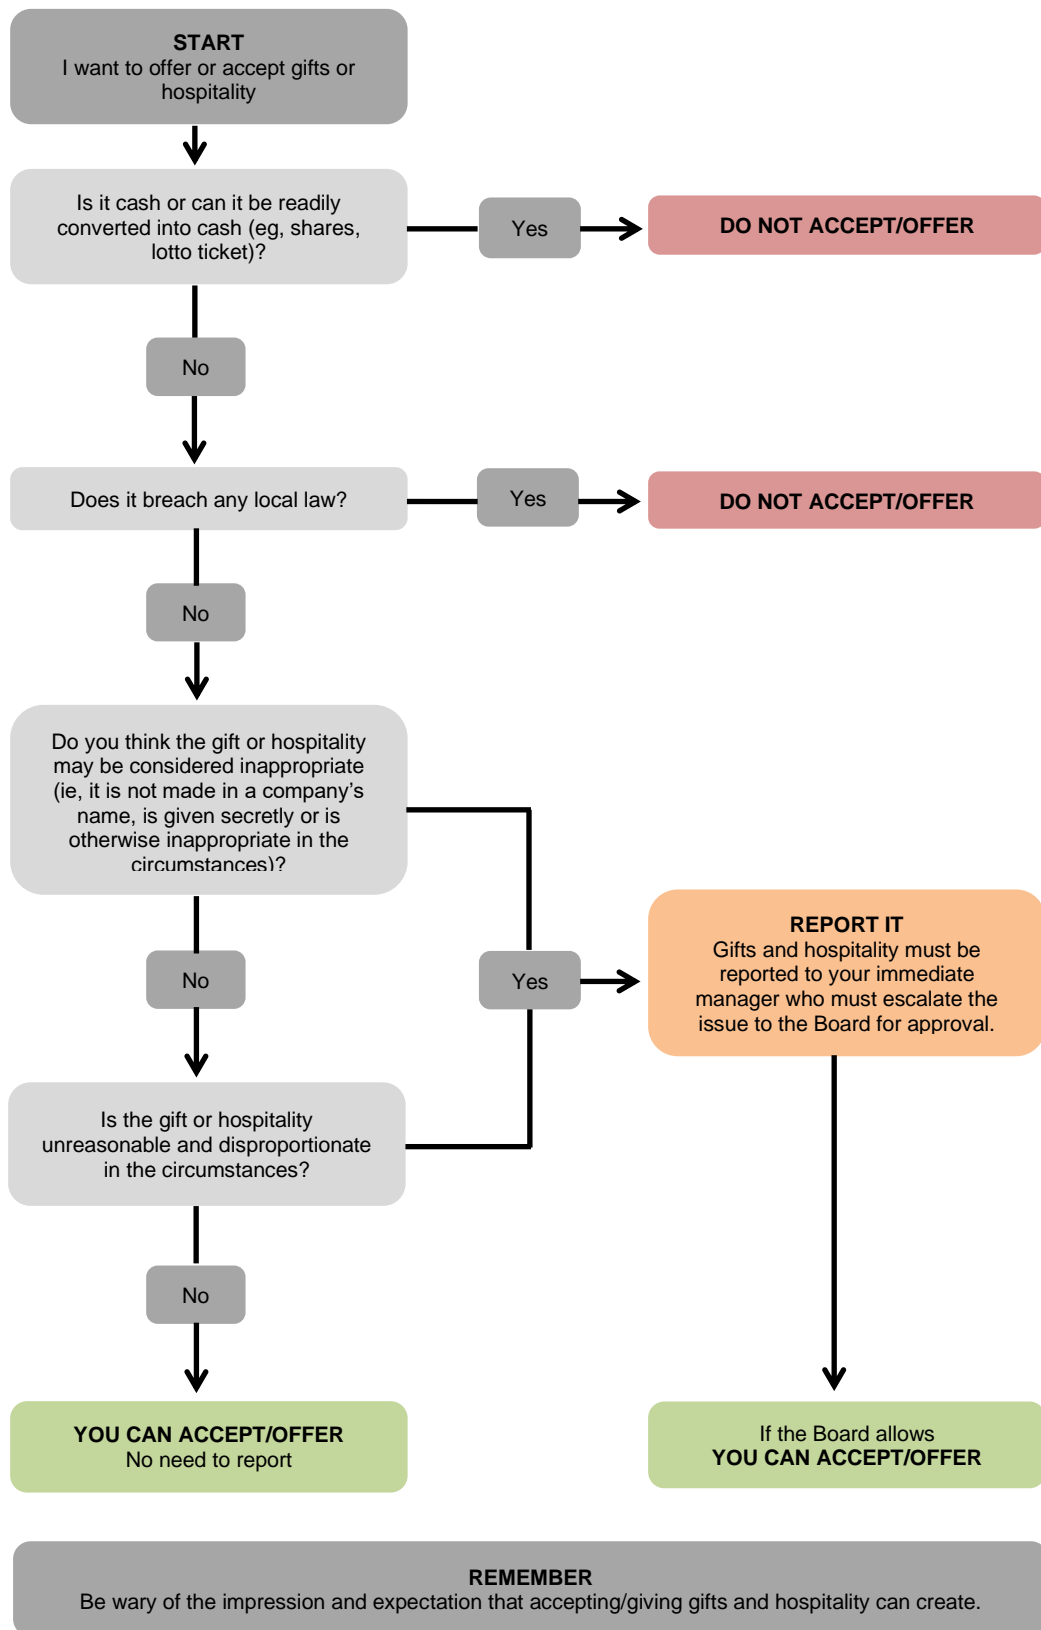 START
I want to offer or accept gifts or
hospitality
Is it cash or can it be readily
converted into cash (eg, shares,
lotto ticket)?
Yes
DO NOT ACCEPT/OFFER
No
Does it breach any local law?
Yes
DO NOT ACCEPT/OFFER
No
Do you think the gift or hospitality
may be considered inappropriate
(ie, it is not made in a company’s
name, is given secretly or is
otherwise inappropriate in the
circumstances)?
No
Yes
REPORT IT
Gifts and hospitality must be
reported to your immediate
manager who must escalate the
issue to the Board for approval.
Is the gift or hospitality
unreasonable and disproportionate
in the circumstances?
No
YOU CAN ACCEPT/OFFER
No need to report
If the Board allows
YOU CAN ACCEPT/OFFER
REMEMBER
Be wary of the impression and expectation that accepting/giving gifts and hospitality can create.